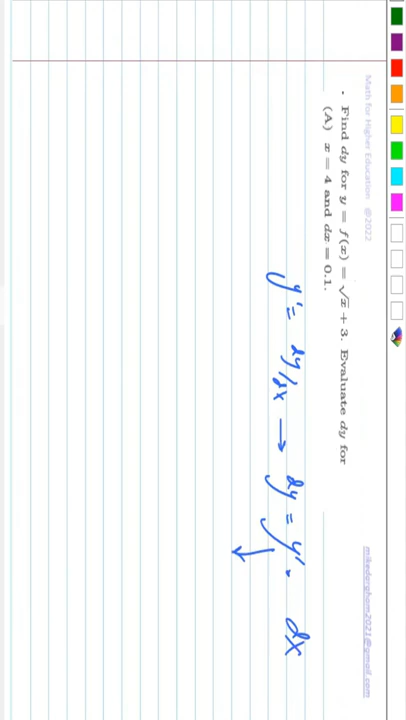 Math for Higher Education @2022 mikedergham2021@gmail.com
· Find dy for y = f(x) = √x + 3. Evaluate dy for
(A) x = 4 and dx = 0.1.
y' = dy/dx → dy = y' · dx